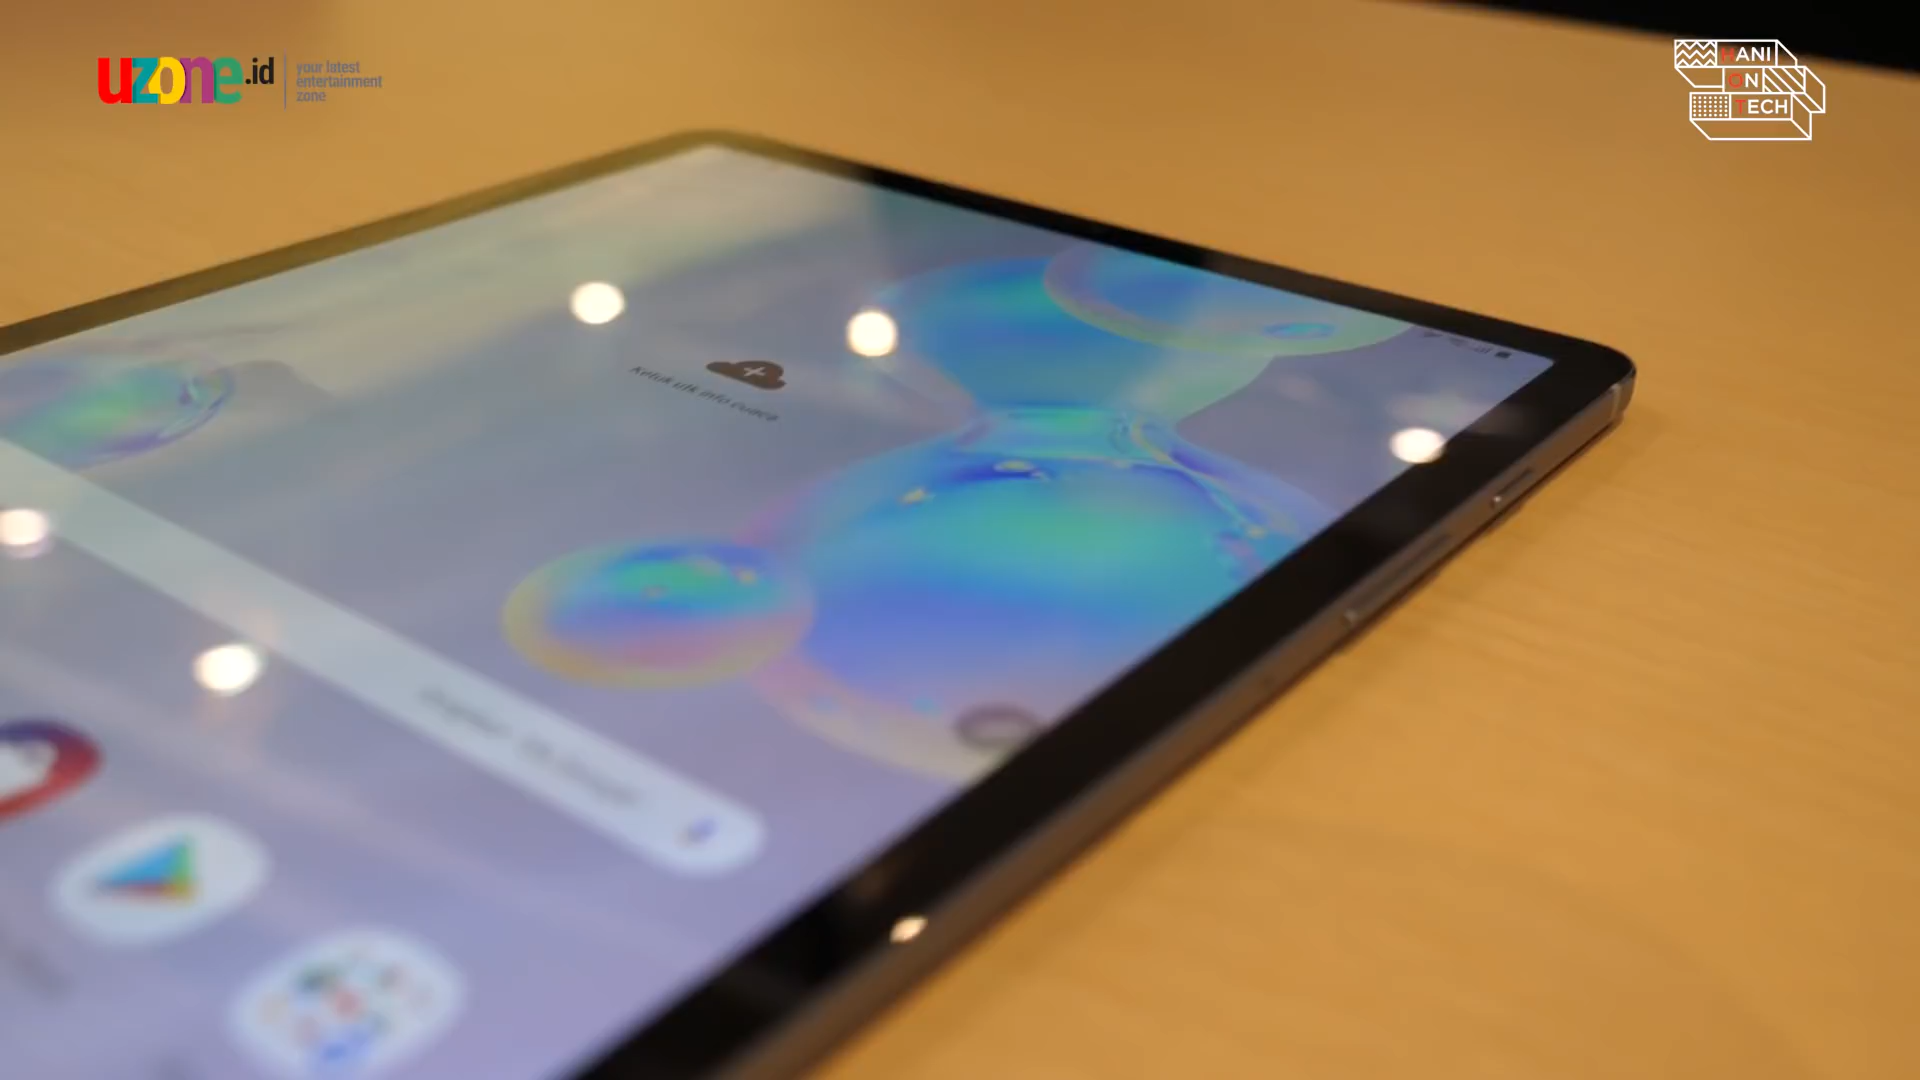 uzone.id
your latest
entertainment
zone
HANI
ON
TECH
Ketuk utk info cuaca